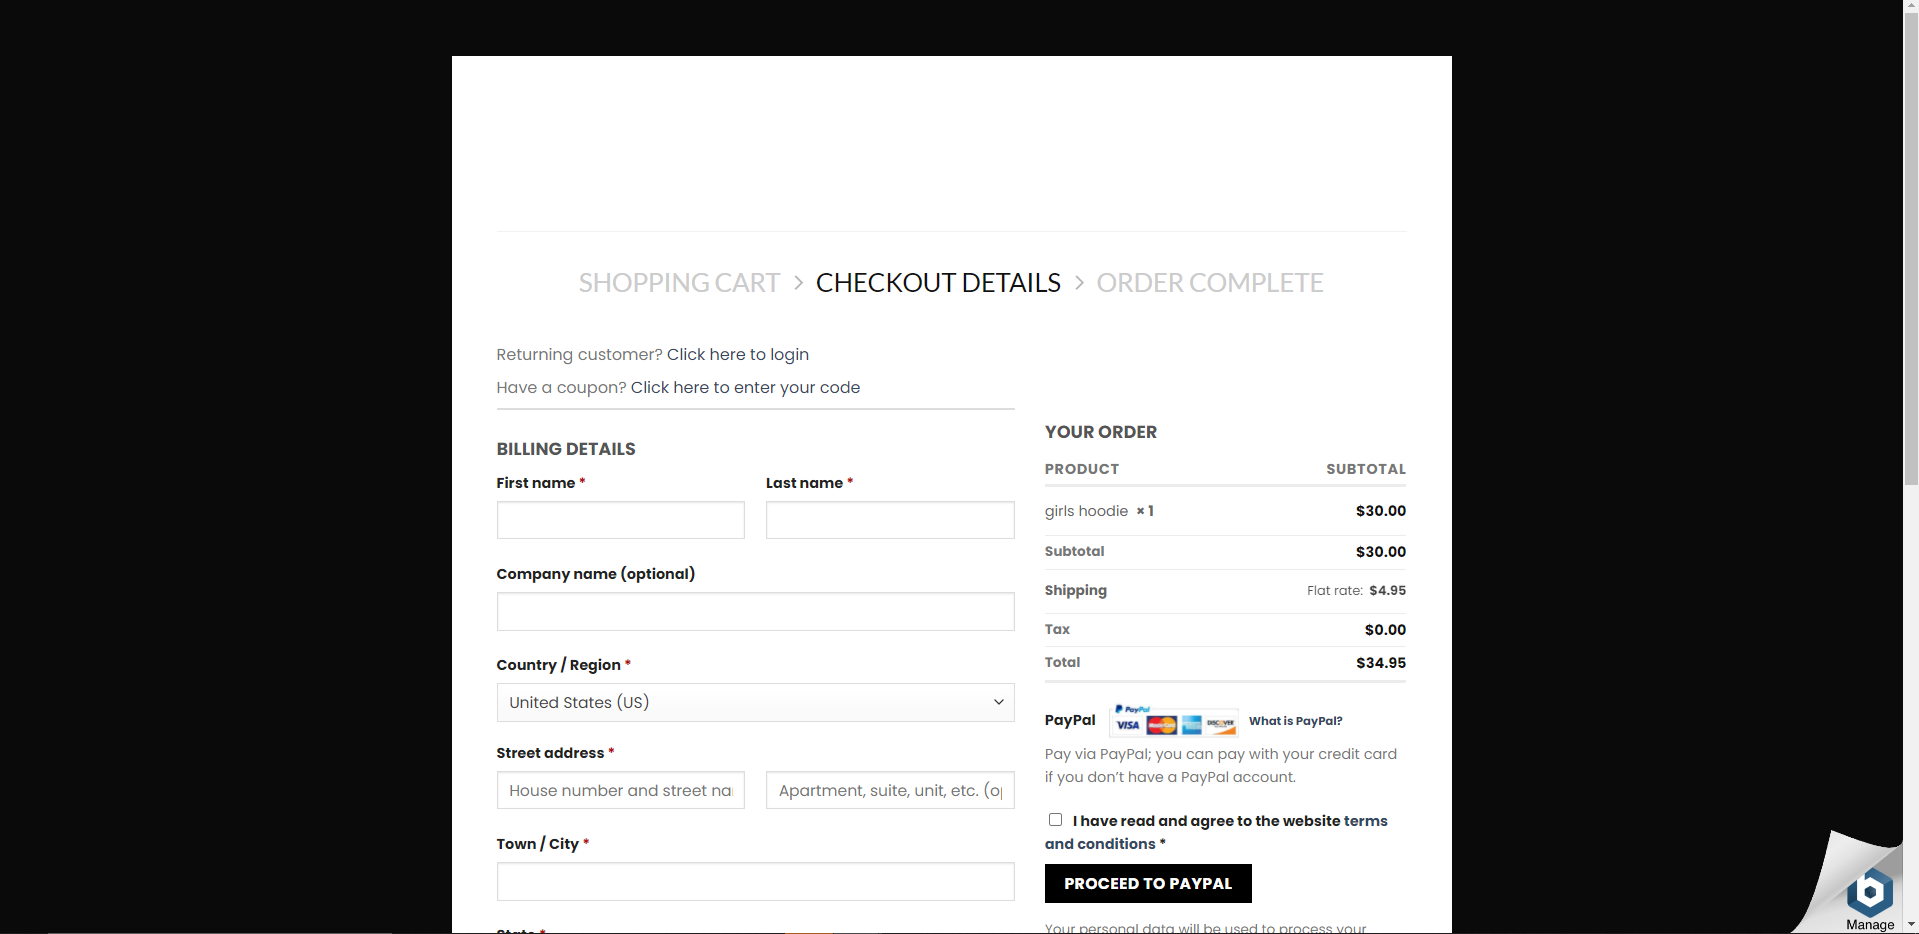 SHOPPING CART > CHECKOUT DETAILS > ORDER COMPLETE
Returning customer? Click here to login
Have a coupon? Click here to enter your code
BILLING DETAILS
First name *
Last name *
Company name (optional)
Country / Region *
United States (US)
Street address *
House number and street na
Apartment, suite, unit, etc. (o
Town / City *
State *
YOUR ORDER
PRODUCT SUBTOTAL
girls hoodie × 1 $30.00
Subtotal $30.00
Shipping Flat rate: $4.95
Tax $0.00
Total $34.95
PayPal PayPal VISA MasterCard DISCOVER What is PayPal?
Pay via PayPal; you can pay with your credit card
if you don't have a PayPal account.
I have read and agree to the website terms
and conditions *
PROCEED TO PAYPAL
Your personal data will be used to process your
b
Manage